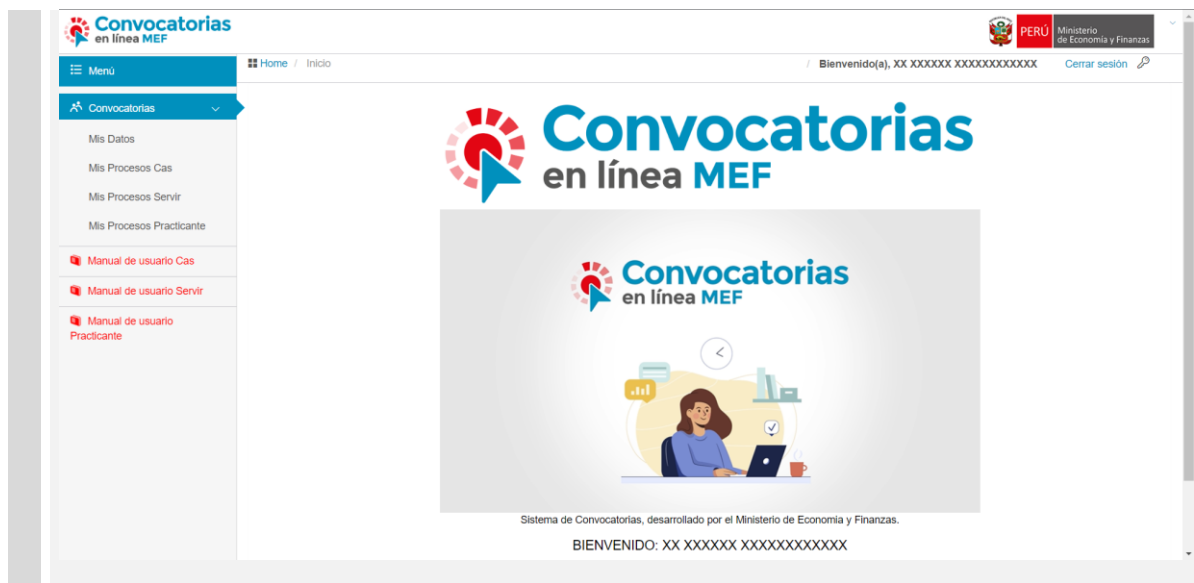 Convocatorias
en línea MEF
PERÚ
Ministerio
de Economía y Finanzas
Menú
Home / Inicio
/ Bienvenido(a), XX XXXXXX XXXXXXXXXXXX
Cerrar sesión
Convocatorias
Mis Datos
Mis Procesos Cas
Mis Procesos Servir
Mis Procesos Practicante
Manual de usuario Cas
Manual de usuario Servir
Manual de usuario
Practicante
Convocatorias
en línea MEF
Convocatorias
en línea MEF
Sistema de Convocatorias, desarrollado por el Ministerio de Economia y Finanzas.
BIENVENIDO: XX XXXXXX XXXXXXXXXXXX